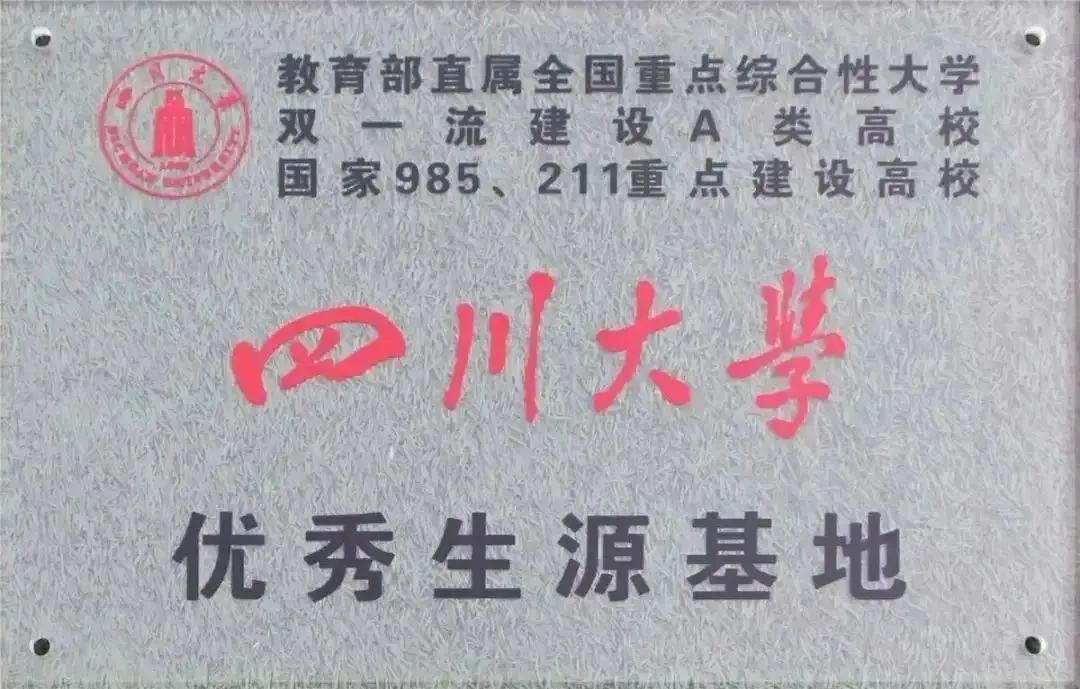 教育部直属全国重点综合性大学
双一流建设A类高校
国家985、211重点建设高校
四川大学
优秀生源基地